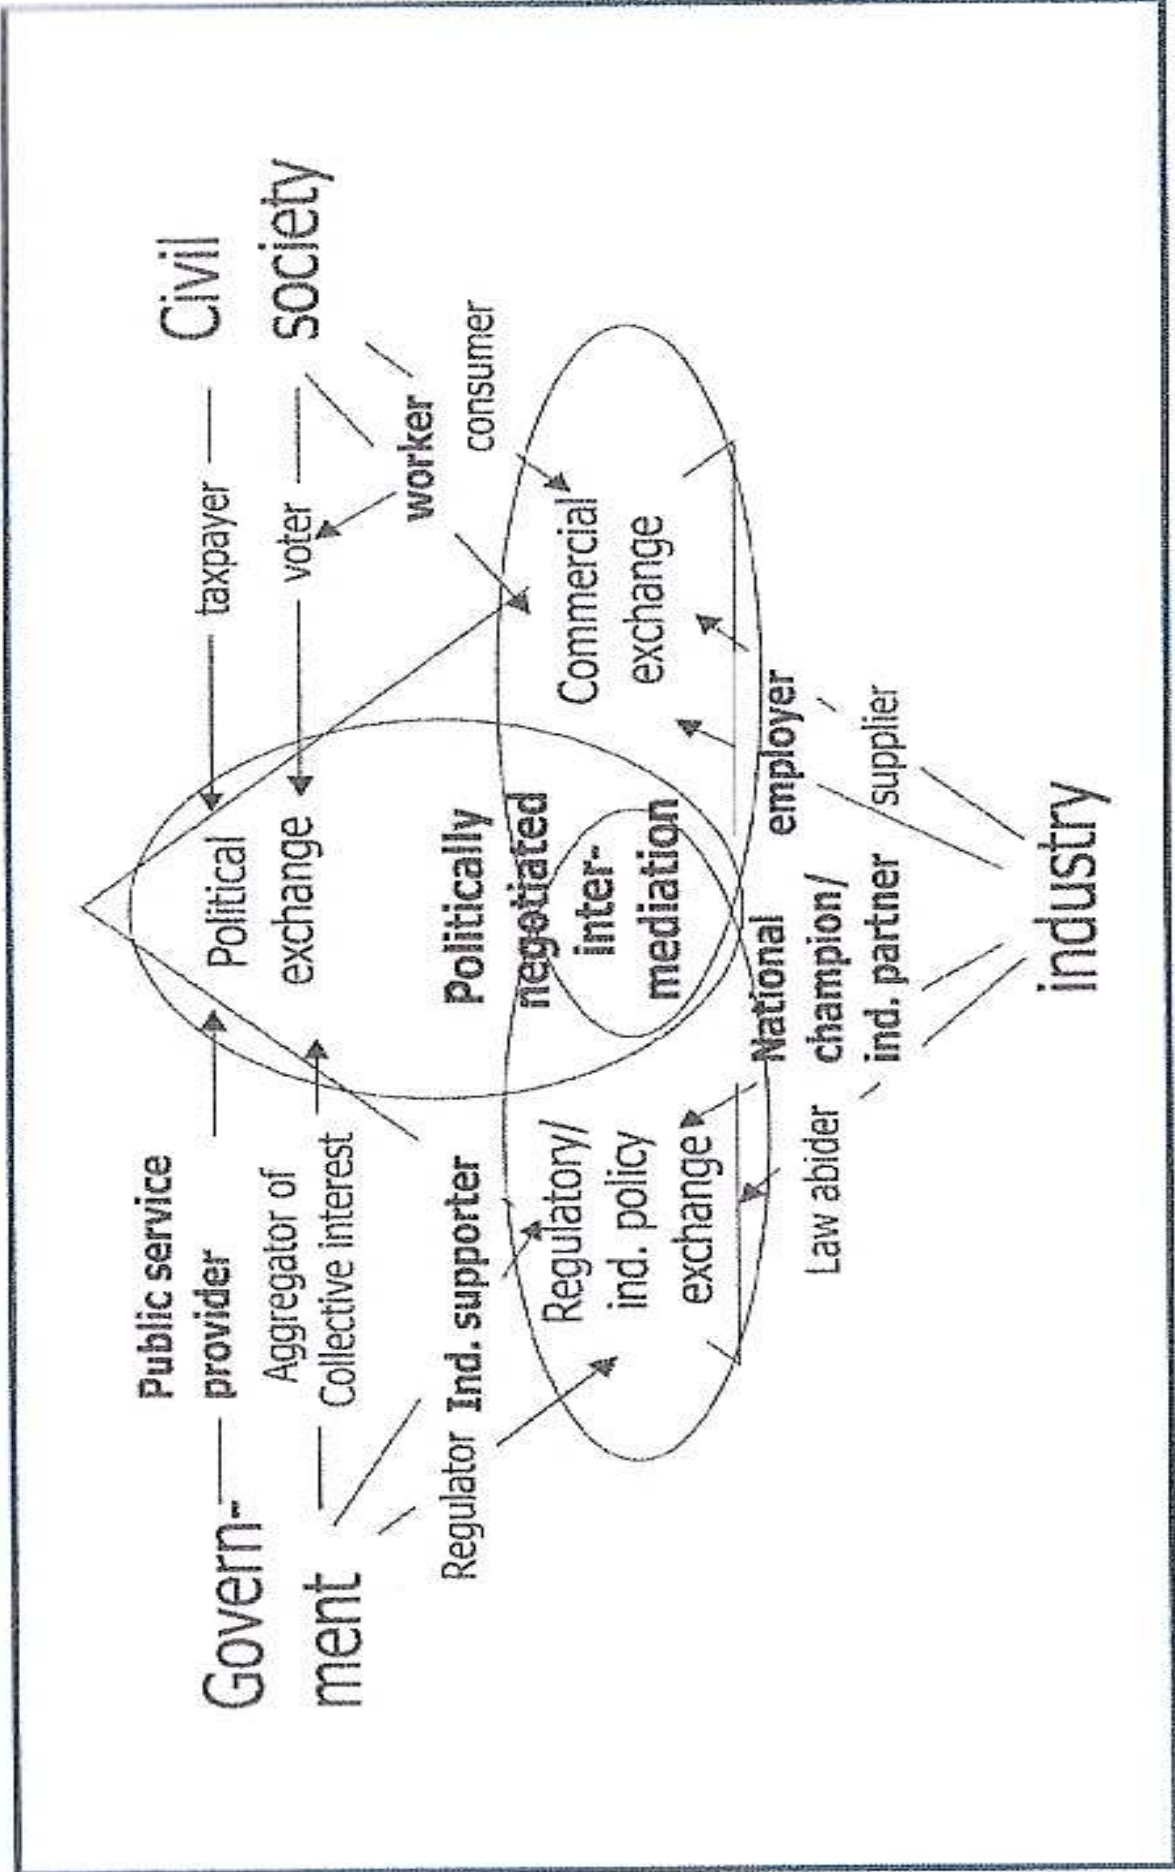 Public service
provider
Govern-
ment
Aggregator of
Collective interest
Political
exchange
taxpayer
voter
Civil
society
Regulator
Ind. supporter
worker
consumer
Politically
negotiated
inter-
mediation
Regulatory/
ind. policy
exchange
Commercial
exchange
Law abider
National
champion/
ind. partner
employer
supplier
industry